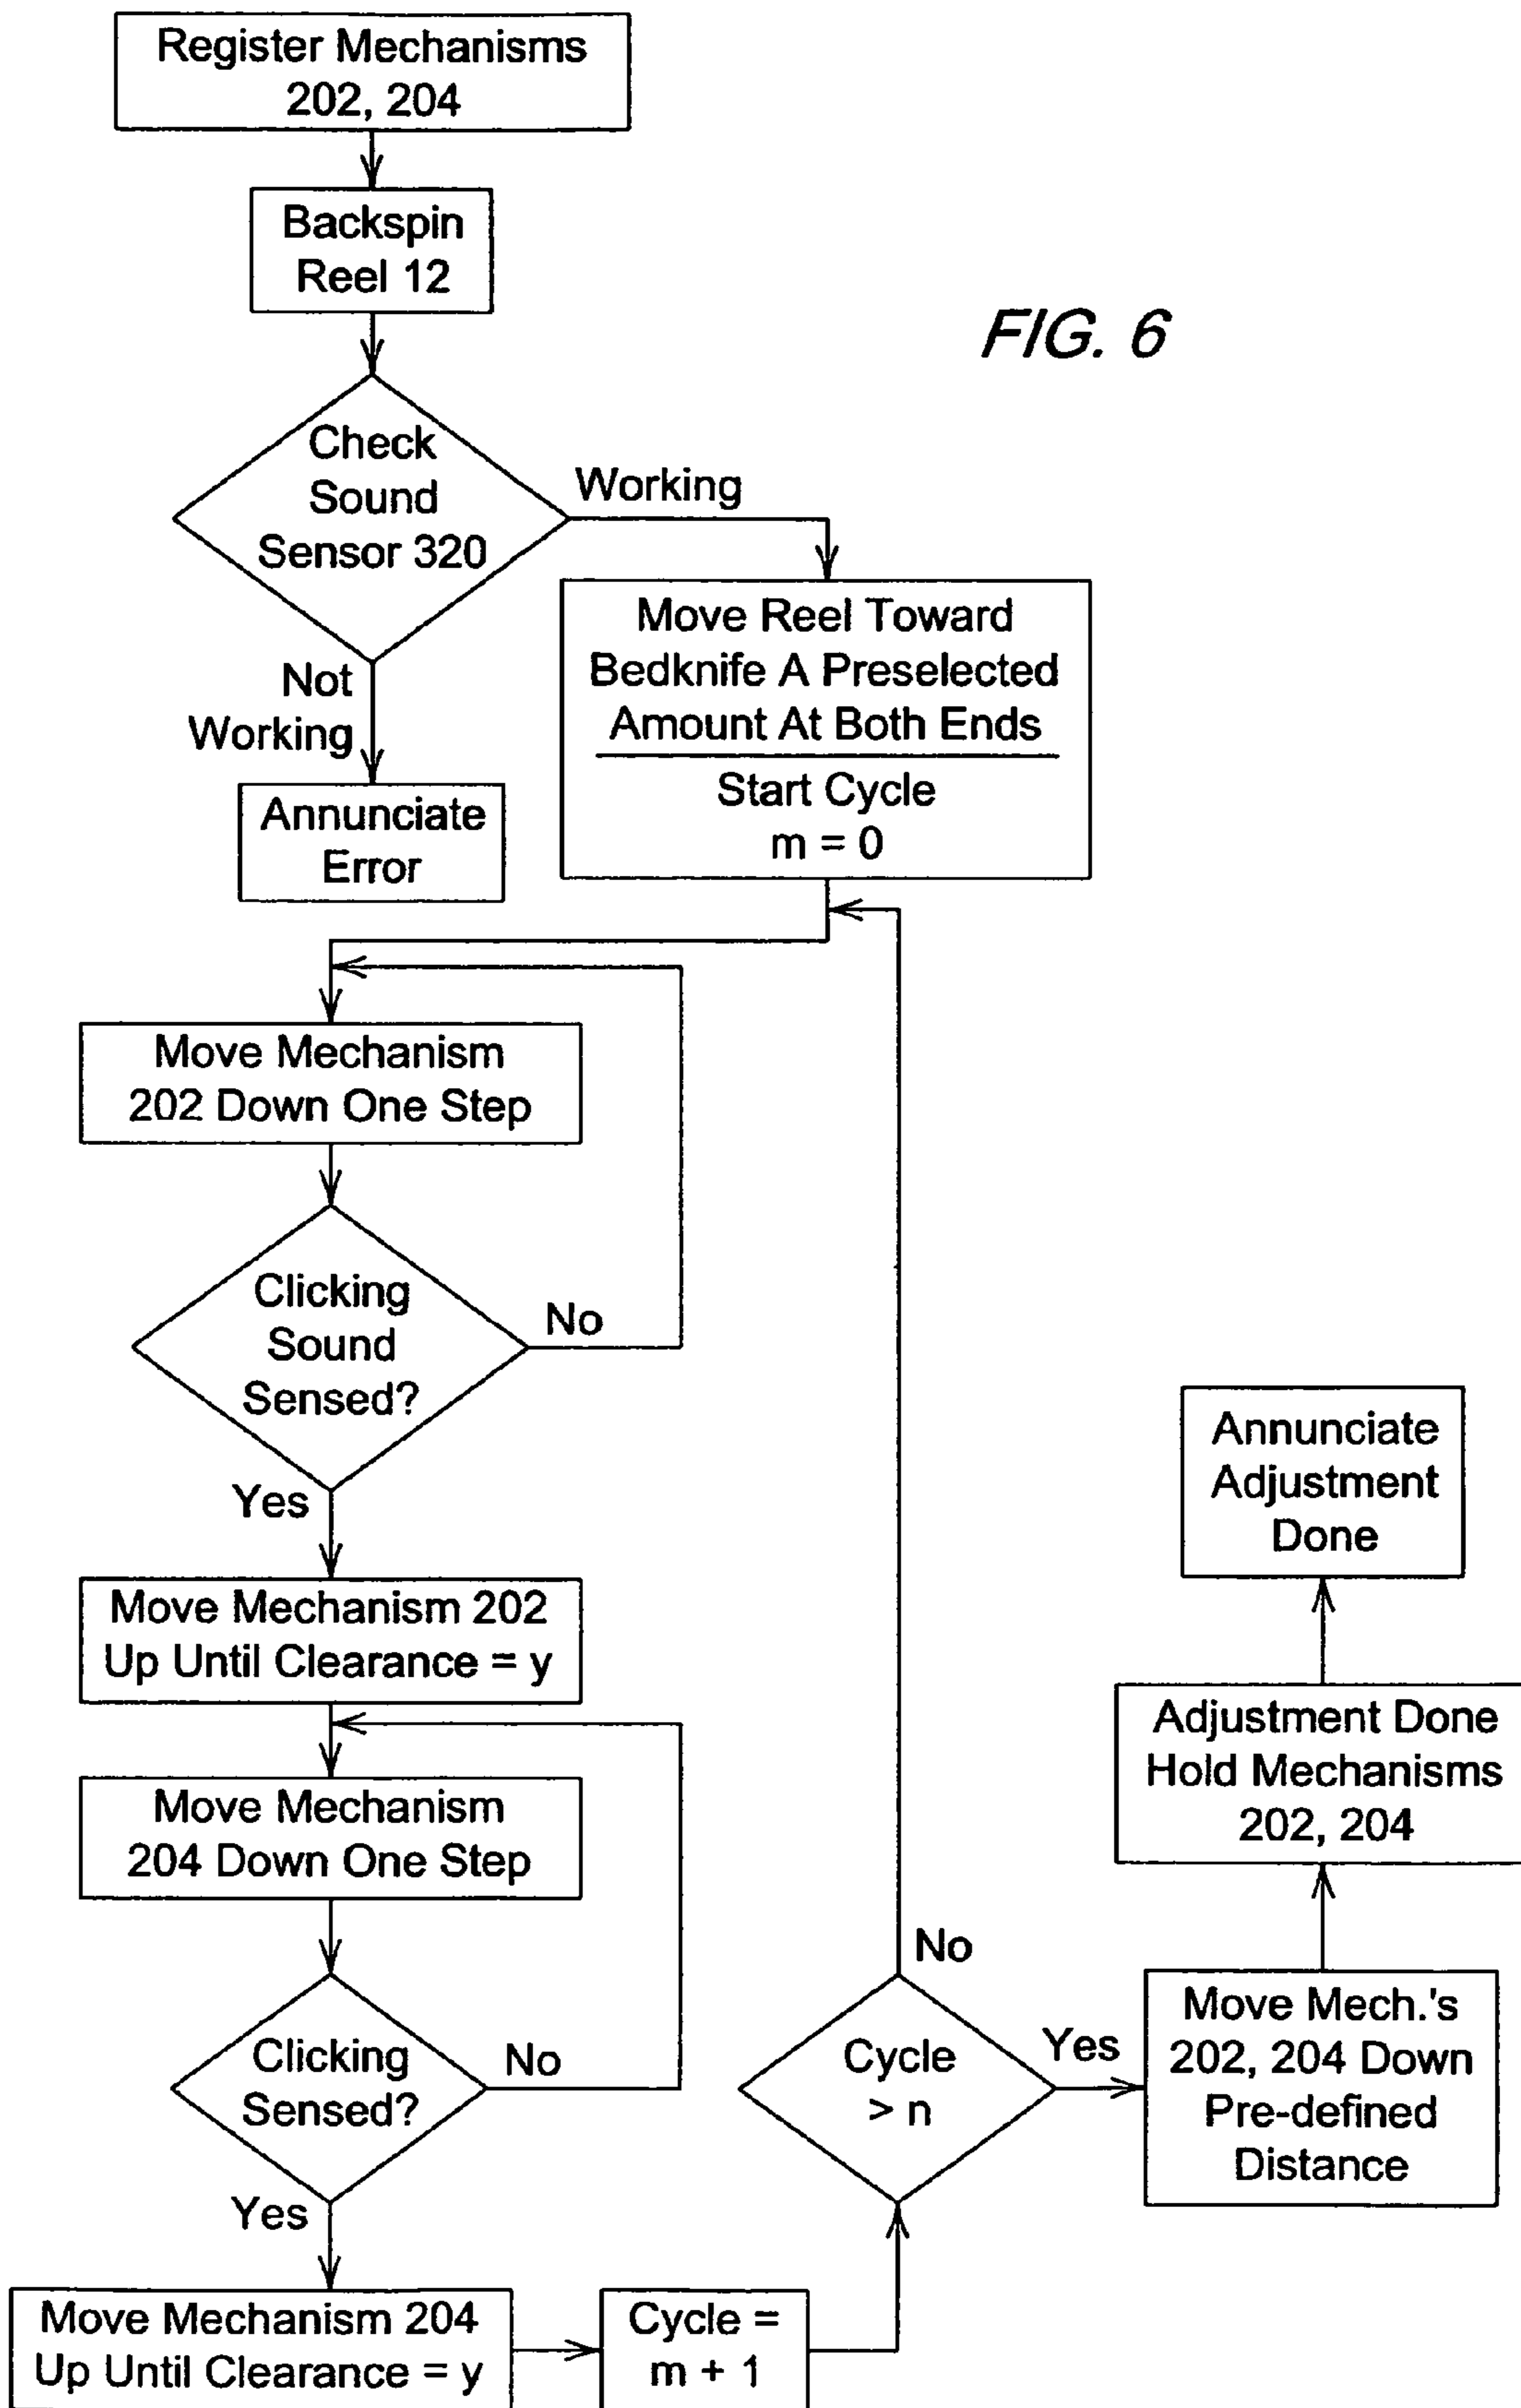 Register Mechanisms
202, 204
Backspin
Reel 12
FIG. 6
Check
Sound
Sensor 320
Working
Not
Working
Annunciate
Error
Move Reel Toward
Bedknife A Preselected
Amount At Both Ends
Start Cycle
m = 0
Move Mechanism
202 Down One Step
Clicking
Sound
Sensed?
No
Yes
Move Mechanism 202
Up Until Clearance = y
Move Mechanism
204 Down One Step
Clicking
Sensed?
No
Yes
Move Mechanism 204
Up Until Clearance = y
Cycle =
m + 1
Cycle
> n
No
Yes
Move Mech.'s
202, 204 Down
Pre-defined
Distance
Adjustment Done
Hold Mechanisms
202, 204
Annunciate
Adjustment
Done